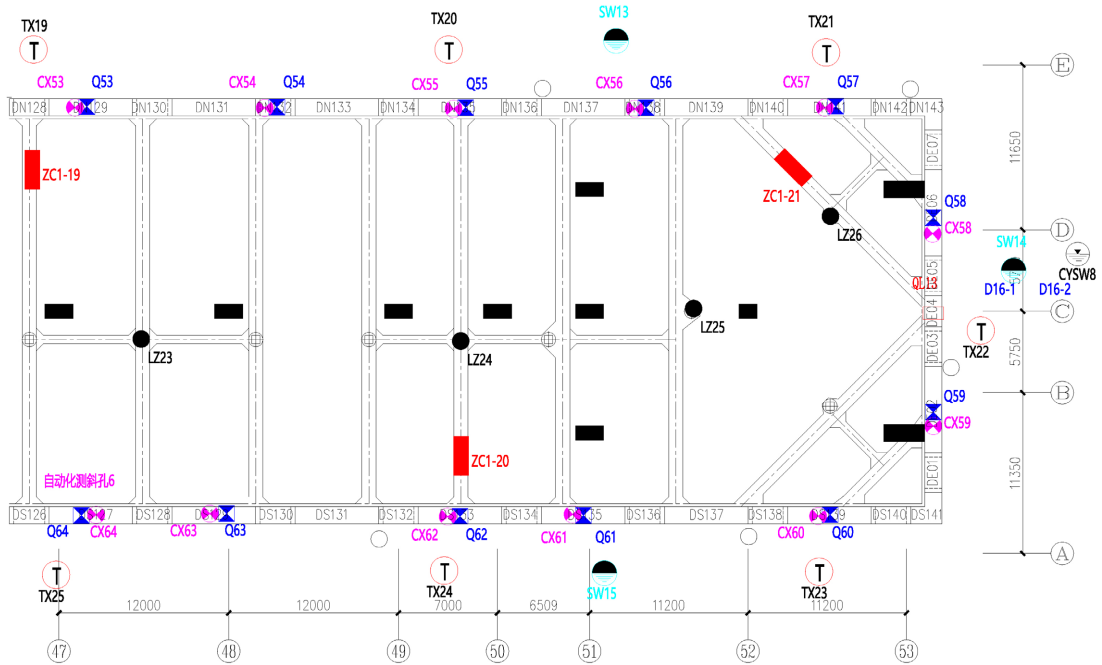 TX19
TX20
SW13
TX21
T
T
T
E
CX53
Q53
CX54
Q54
CX55
Q55
CX56
Q56
CX57
Q57
DN128
DN130
DN131
DN133
DN134
DN136
DN137
DN139
DN140
DN142
DN143
DE07
11650
ZC1-19
ZC1-21
Q58
CX58
LZ26
D
SW14
CYSW8
QL13
D16-1
D16-2
C
DE04
LZ25
T
TX22
DE03
LZ23
LZ24
5750
B
Q59
CX59
ZC1-20
DE01
11350
自动化测斜孔6
DS126
DS128
DS130
DS131
DS132
DS134
DS136
DS137
DS138
DS140
DS141
Q64
CX64
CX63
Q63
CX62
Q62
CX61
Q61
CX60
Q60
A
T
T
T
TX25
TX24
SW15
TX23
12000
12000
7000
6509
11200
11200
47
48
49
50
51
52
53